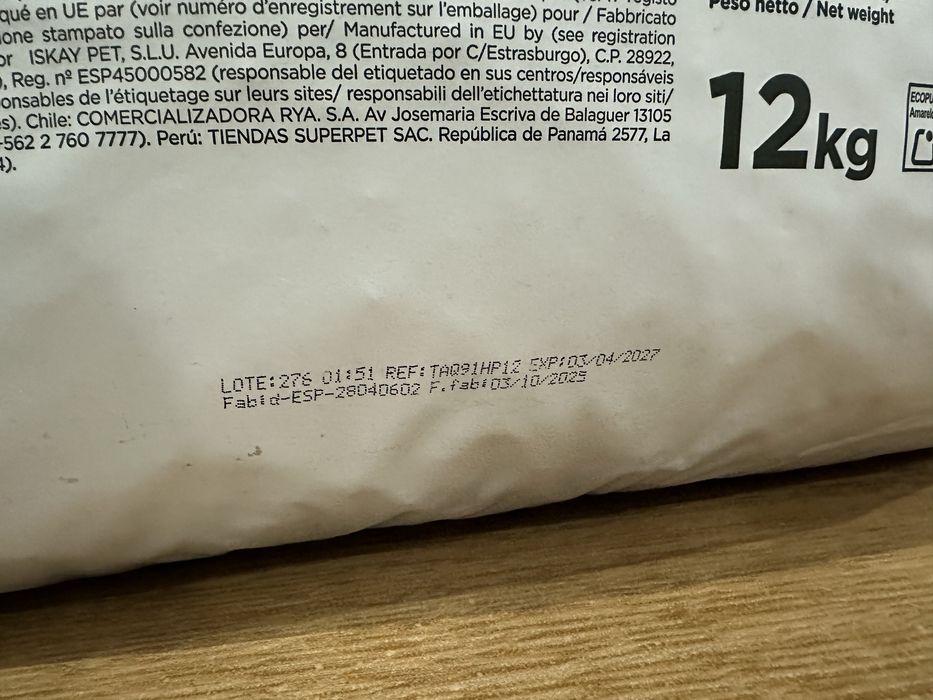 qué en UE par (voir numéro d'enregistrement sur l'emballage) pour / Fabbricato
one stampato sulla confezione) per/ Manufactured in EU by (see registration
or ISKAY PET, S.L.U. Avenida Europa, 8 (Entrada por C/Estrasburgo), C.P. 28922,
), Reg. nº ESP45000582 (responsable del etiquetado en sus centros/responsáveis
onsables de l'étiquetage sur leurs sites/ responsabili dell'etichettatura nei loro siti/
s). Chile: COMERCIALIZADORA RYA. S.A. Av Josemaria Escriva de Balaguer 13105
-562 2 760 7777). Perú: TIENDAS SUPERPET SAC. República de Panamá 2577, La
4).
Peso netto / Net weight
12kg
ECOPU
Amarelo
LOTE:276 01:51 REF:TAQ91HP12 EXP:03/04/2027
Fab:d-ESP-28040602 F.fab:03/10/2025